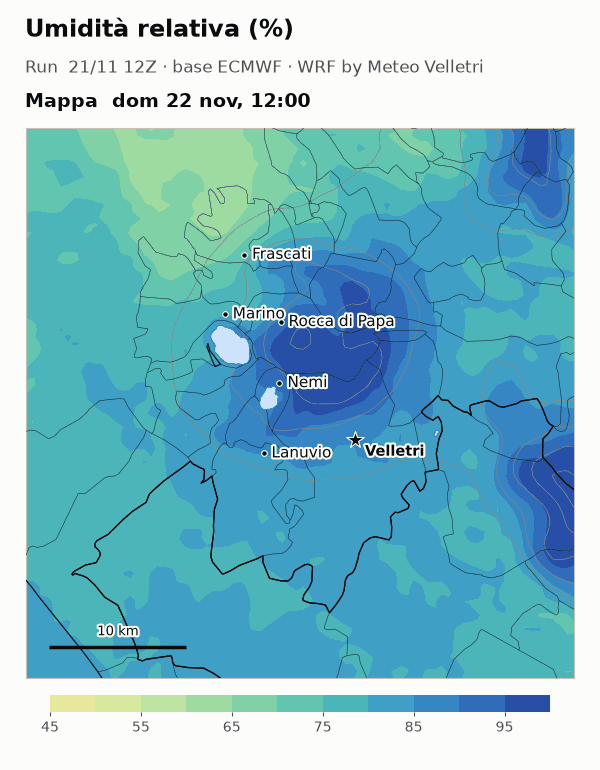 Umidità relativa (%)
Run  21/11 12Z · base ECMWF · WRF by Meteo Velletri
Mappa  dom 22 nov, 12:00
Frascati
Marino
Rocca di Papa
Nemi
Velletri
Lanuvio
10 km
45 55 65 75 85 95